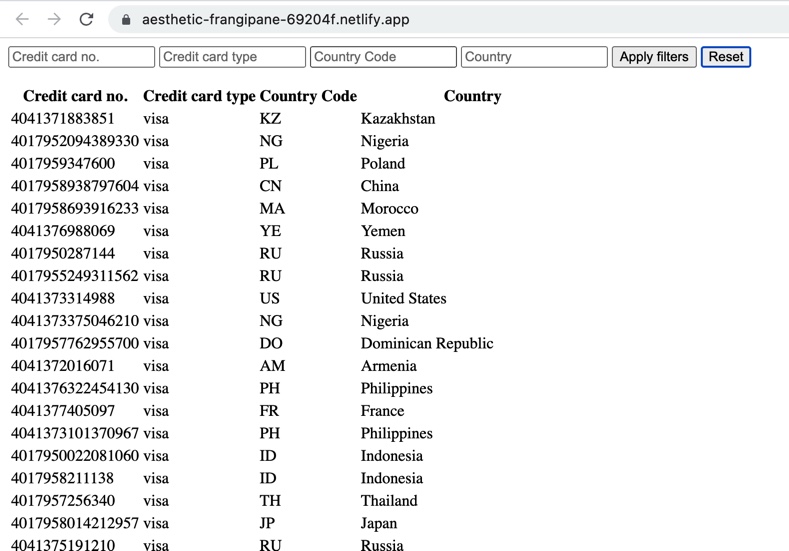 aesthetic-frangipane-69204f.netlify.app
Credit card no. Credit card type Country Code Country Apply filters Reset
Credit card no. Credit card type Country Code Country
4041371883851 visa KZ Kazakhstan
4017952094389330 visa NG Nigeria
4017959347600 visa PL Poland
4017958938797604 visa CN China
4017958693916233 visa MA Morocco
4041376988069 visa YE Yemen
4017950287144 visa RU Russia
4017955249311562 visa RU Russia
4041373314988 visa US United States
4041373375046210 visa NG Nigeria
4017957762955700 visa DO Dominican Republic
4041372016071 visa AM Armenia
4041376322454130 visa PH Philippines
4041377405097 visa FR France
4041373101370967 visa PH Philippines
4017950022081060 visa ID Indonesia
4017958211138 visa ID Indonesia
4017957256340 visa TH Thailand
4017958014212957 visa JP Japan
4041375191210 visa RU Russia